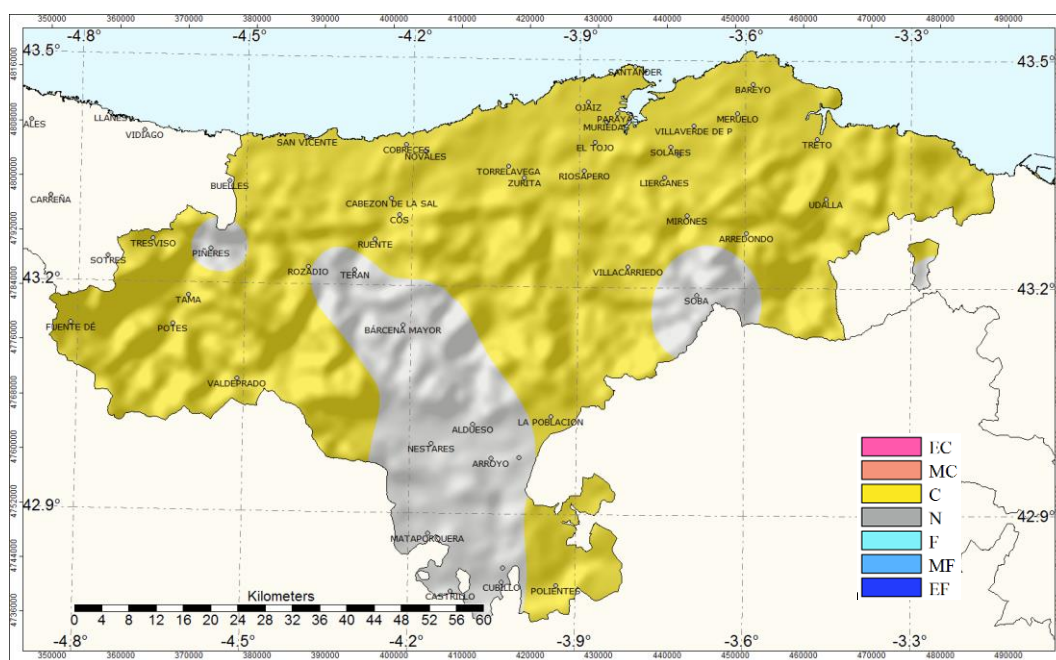 350000 360000 370000 380000 390000 400000 410000 420000 430000 440000 450000 460000 470000 480000 490000
-4.8 -4.5 -4.2 -3.9 -3.6 -3.3
43.5° 43.5°
4816000
SANTANDER
BAREYO
OJAIZ
4808000
ALES
LLANES
VIDIAGO
PARAYAS
MURIEDAS
VILLAVERDE DE P
MERUELO
SAN VICENTE
COBRECES
NOVALES
EL TOJO
SOLARES
TRETO
4800000
TORRELAVEGA
ZURITA
RIOSAPERO
LIERGANES
BUELLES
CARREÑA
CABEZON DE LA SAL
UDALLA
COS
MIRONES
4792000
TRESVISO
RUENTE
ARREDONDO
PIÑERES
SOTRES
ROZADIO
TERAN
VILLACARRIEDO
43.2° 43.2°
4784000
TAMA
SOBA
FUENTE DÉ
POTES
BÁRCENA MAYOR
4776000
VALDEPRADO
4768000
LA POBLACION
ALDUESO
NESTARES
4760000
ARROYO
EC
MC
C
N
F
MF
EF
42.9° 42.9°
4752000
MATAPORQUERA
4744000
CUBILLO
CASTRILLO
POLIENTES
Kilometers
0 4 8 12 16 20 24 28 32 36 40 44 48 52 56 60
4736000
-4.8 -4.5 -4.2 -3.9 -3.6 -3.3
350000 360000 370000 380000 390000 400000 410000 420000 430000 440000 450000 460000 470000 480000 490000